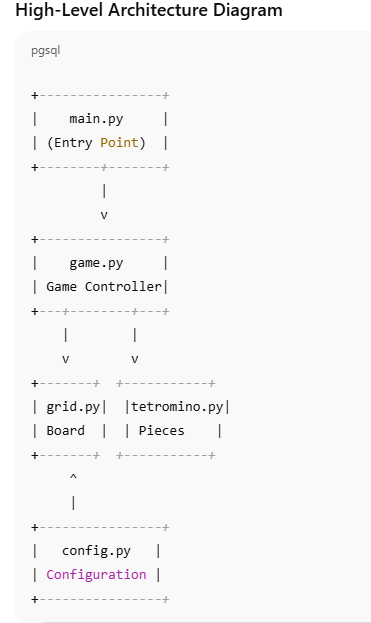 High-Level Architecture Diagram
pgsql
+----------------+
|    main.py     |
| (Entry Point)  |
+--------+-------+
         |
         v
+----------------+
|    game.py     |
| Game Controller|
+---+--------+---+
    |        |
    v        v
+-------+  +-----------+
| grid.py|  |tetromino.py|
| Board  |  | Pieces    |
+-------+  +-----------+
     ^
     |
+----------------+
|   config.py   |
| Configuration |
+----------------+